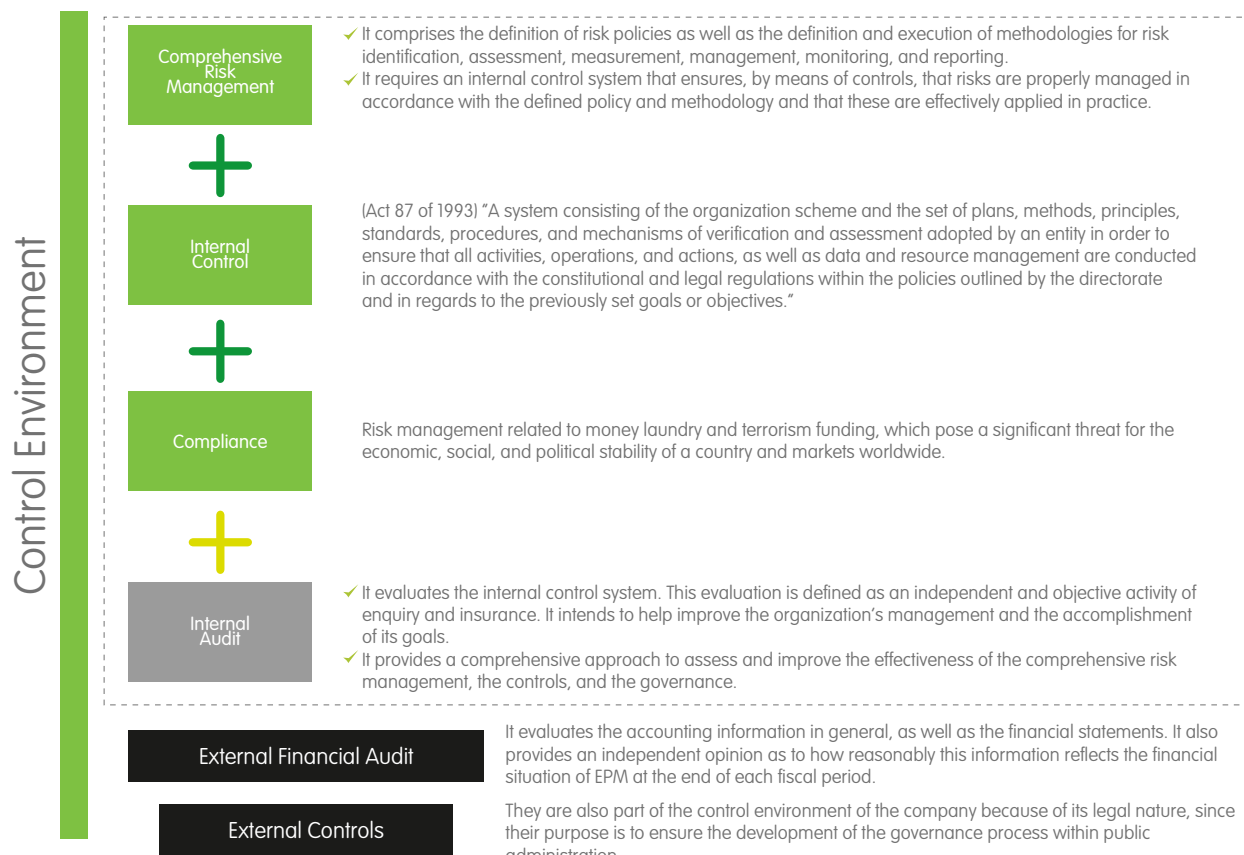 Control Environment
Comprehensive
Risk
Management
✓ It comprises the definition of risk policies as well as the definition and execution of methodologies for risk
identification, assessment, measurement, management, monitoring, and reporting.
✓ It requires an internal control system that ensures, by means of controls, that risks are properly managed in
accordance with the defined policy and methodology and that these are effectively applied in practice.
Internal
Control
(Act 87 of 1993) “A system consisting of the organization scheme and the set of plans, methods, principles,
standards, procedures, and mechanisms of verification and assessment adopted by an entity in order to
ensure that all activities, operations, and actions, as well as data and resource management are conducted
in accordance with the constitutional and legal regulations within the policies outlined by the directorate
and in regards to the previously set goals or objectives.”
Compliance
Risk management related to money laundry and terrorism funding, which pose a significant threat for the
economic, social, and political stability of a country and markets worldwide.
Internal
Audit
✓ It evaluates the internal control system. This evaluation is defined as an independent and objective activity of
enquiry and insurance. It intends to help improve the organization’s management and the accomplishment
of its goals.
✓ It provides a comprehensive approach to assess and improve the effectiveness of the comprehensive risk
management, the controls, and the governance.
External Financial Audit
It evaluates the accounting information in general, as well as the financial statements. It also
provides an independent opinion as to how reasonably this information reflects the financial
situation of EPM at the end of each fiscal period.
External Controls
They are also part of the control environment of the company because of its legal nature, since
their purpose is to ensure the development of the governance process within public
administration